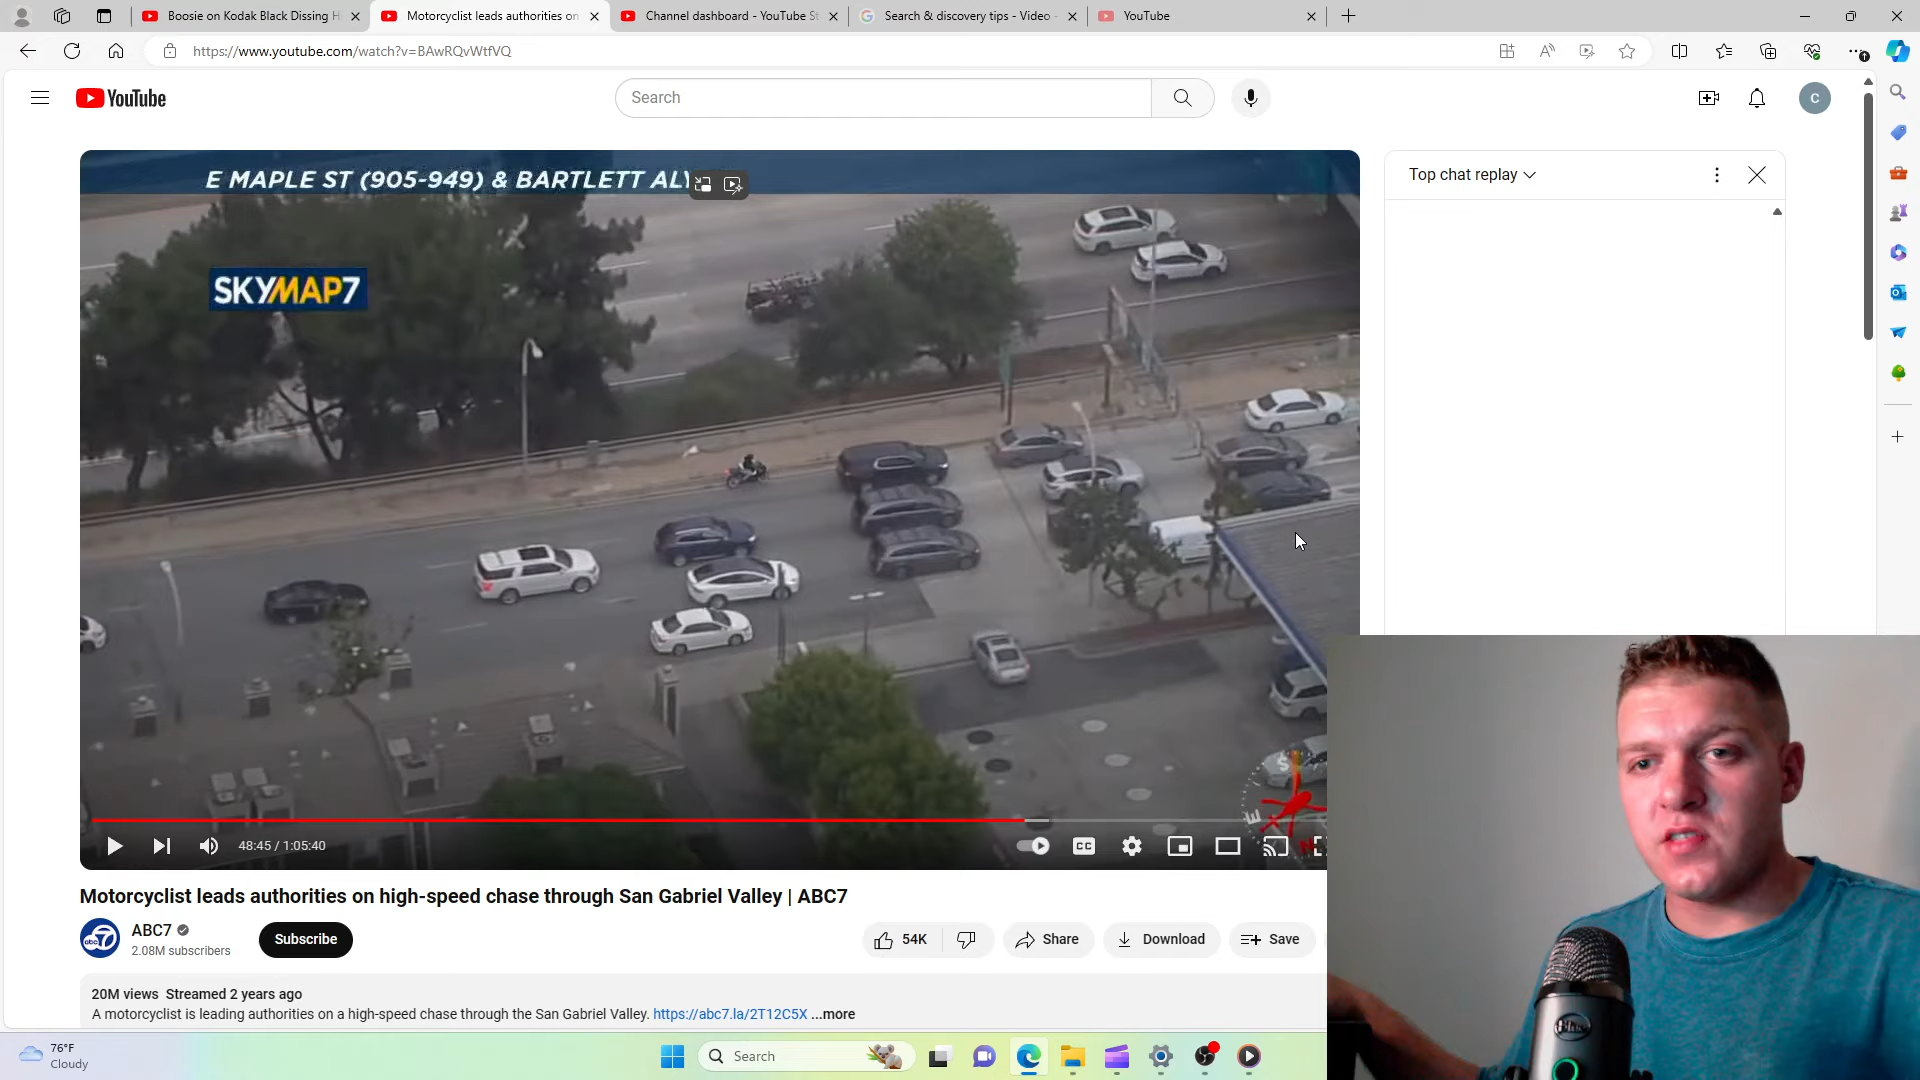 Boosie on Kodak Black Dissing H
Motorcyclist leads authorities on
Channel dashboard - YouTube St
Search & discovery tips - Video -
YouTube
https://www.youtube.com/watch?v=BAwRQvWtfVQ
YouTube
Search
C
E MAPLE ST (905-949) & BARTLETT ALY
SKYMAP7
Top chat replay
48:45 / 1:05:40
CC
Motorcyclist leads authorities on high-speed chase through San Gabriel Valley | ABC7
abc7
ABC7
2.08M subscribers
Subscribe
54K
Share
Download
Save
20M views Streamed 2 years ago
A motorcyclist is leading authorities on a high-speed chase through the San Gabriel Valley. https://abc7.la/2T12C5X ...more
76°F
Cloudy
Search
Blue